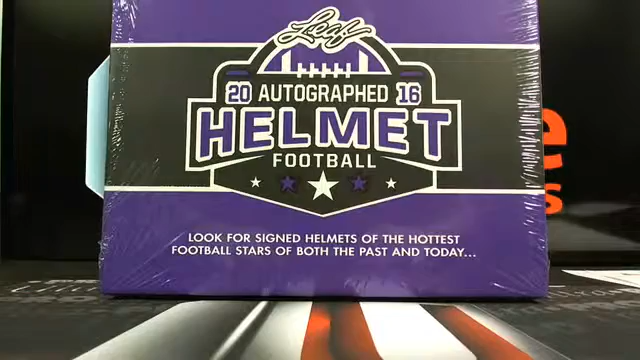 Leaf
20 AUTOGRAPHED 16
HELMET
FOOTBALL
LOOK FOR SIGNED HELMETS OF THE HOTTEST
FOOTBALL STARS OF BOTH THE PAST AND TODAY...